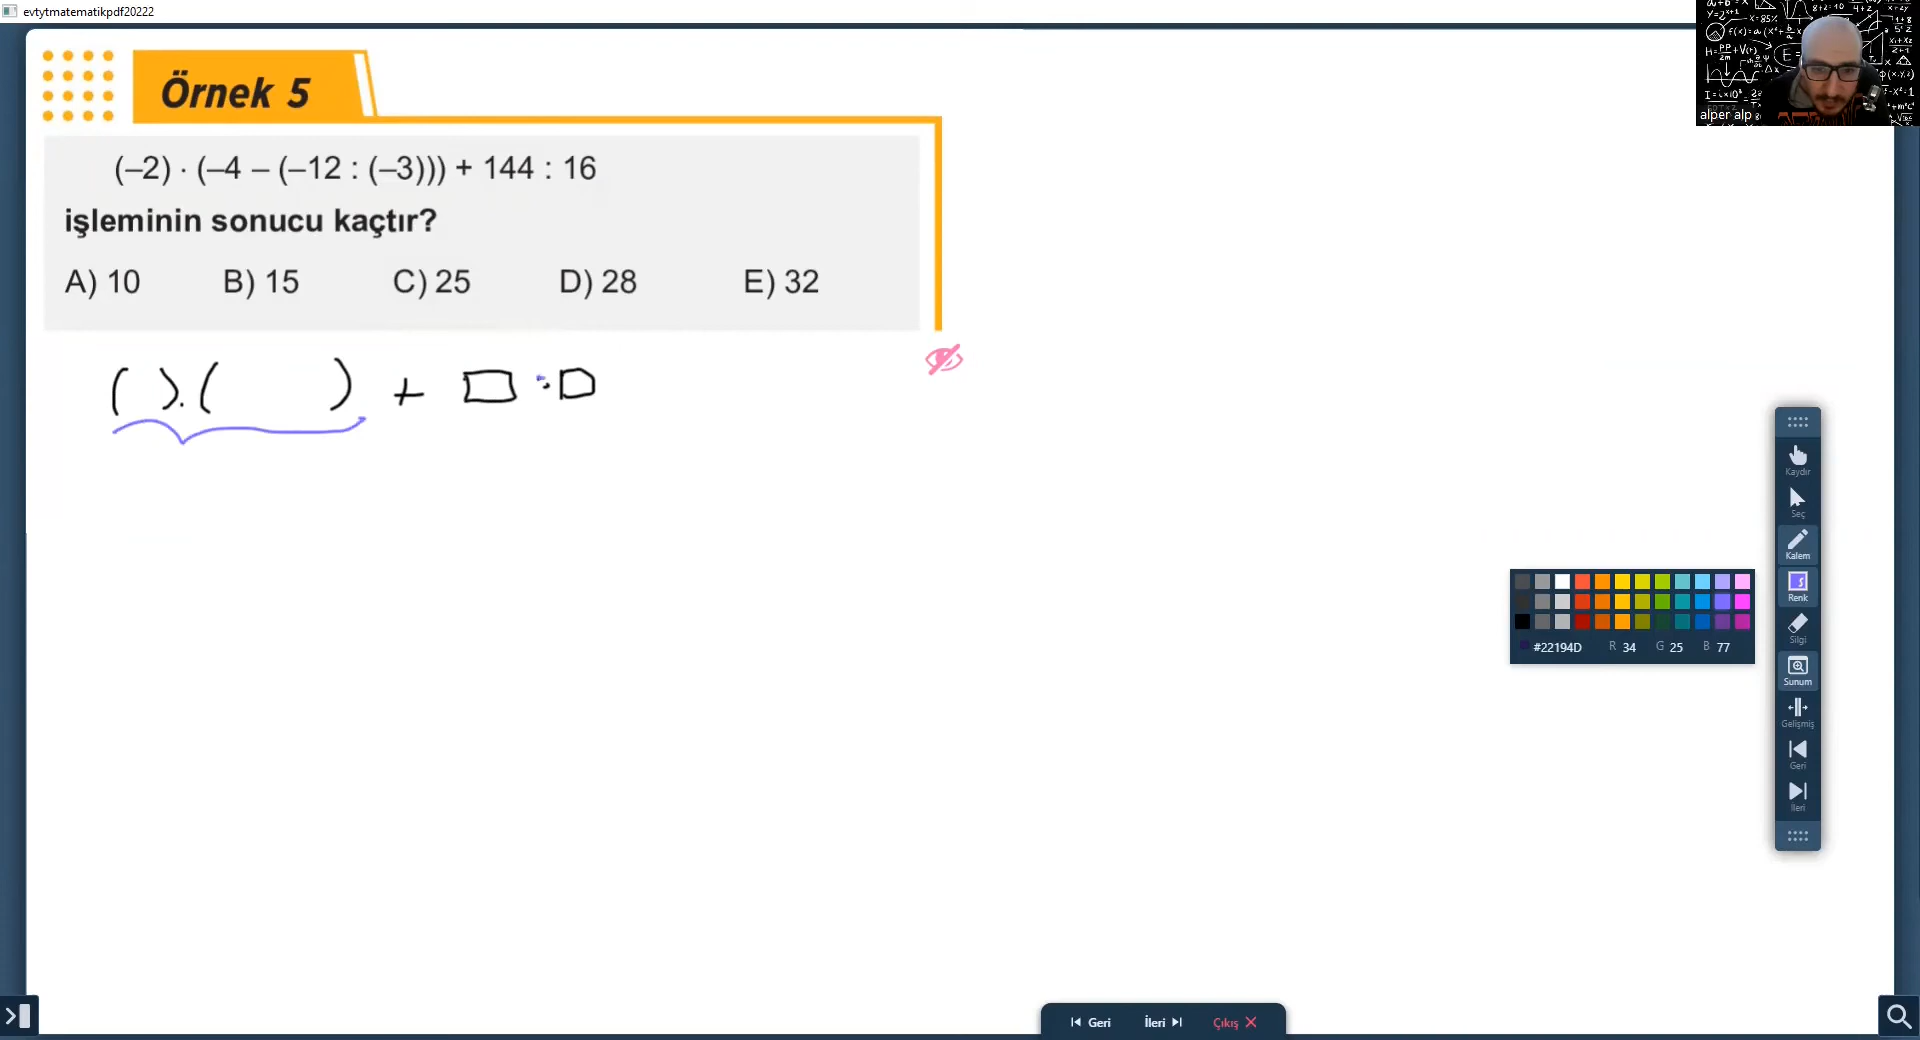 evtytmatematikpdf20222
Örnek 5
(–2) · (–4 – (–12 : (–3))) + 144 : 16
işleminin sonucu kaçtır?
A) 10 B) 15 C) 25 D) 28 E) 32
( ).( ) + □ : □
alper alp
Kaydır
Seç
Kalem
Renk
Silgi
Sunum
Gelişmiş
Geri
İleri
#22194D R 34 G 25 B 77
Geri İleri Çıkış